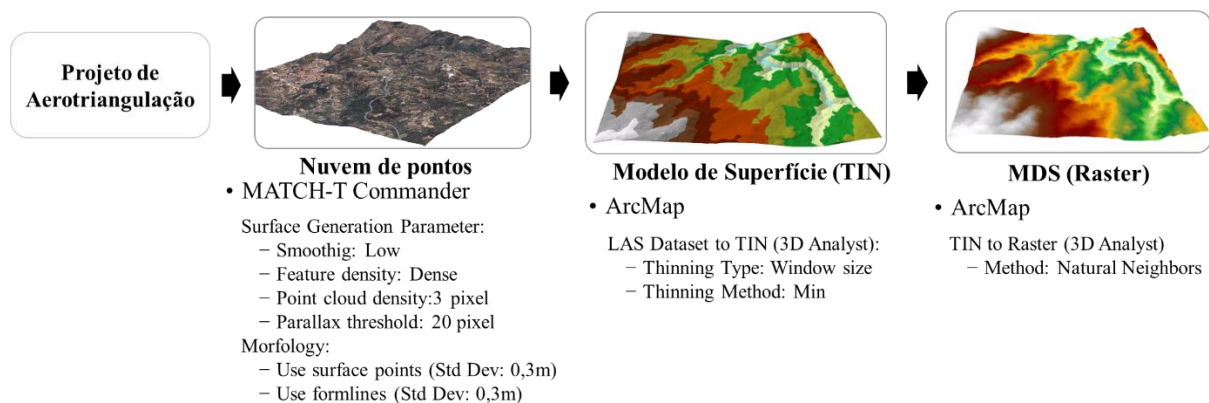 Projeto de
Aerotriangulação
Nuvem de pontos
• MATCH-T Commander
Surface Generation Parameter:
− Smoothig: Low
− Feature density: Dense
− Point cloud density:3 pixel
− Parallax threshold: 20 pixel
Morfology:
− Use surface points (Std Dev: 0,3m)
− Use formlines (Std Dev: 0,3m)
Modelo de Superfície (TIN)
• ArcMap
LAS Dataset to TIN (3D Analyst):
− Thinning Type: Window size
− Thinning Method: Min
MDS (Raster)
• ArcMap
TIN to Raster (3D Analyst)
− Method: Natural Neighbors